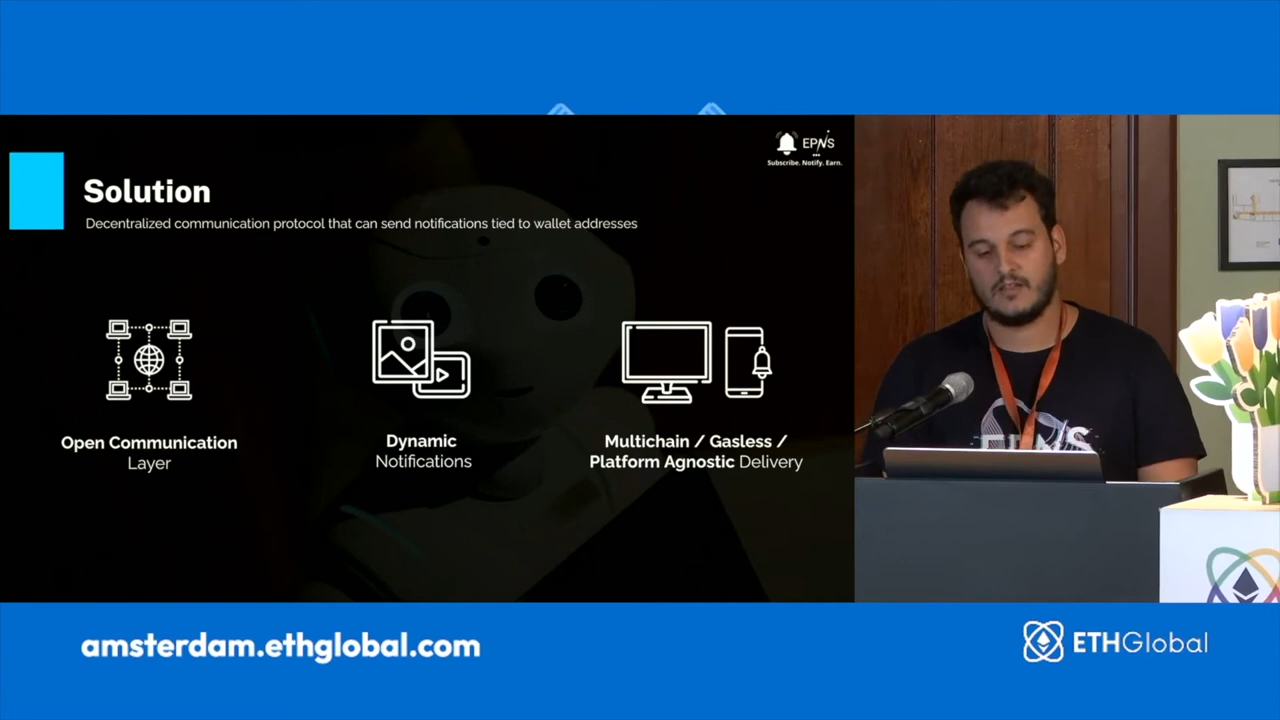 EPNS
Subscribe. Notify. Earn.
Solution
Decentralized communication protocol that can send notifications tied to wallet addresses
Open Communication
Layer
Dynamic
Notifications
Multichain / Gasless /
Platform Agnostic Delivery
EPNS
amsterdam.ethglobal.com
ETHGlobal